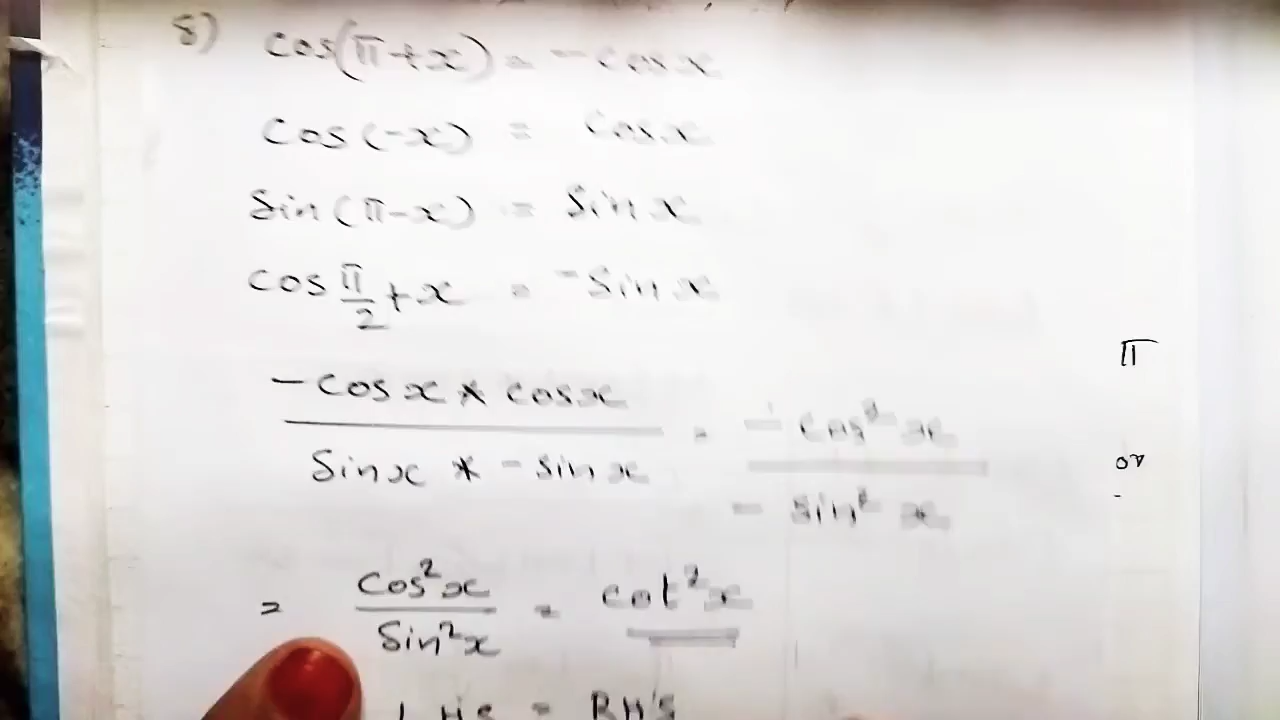 8) cos(π+x) = -cosx
cos(-x) = cosx
sin(π-x) = sinx
cos π/2 +x = -sinx
-cosx * cosx / sinx * -sinx = -cos²x / -sin²x
= cos²x / sin²x = cot²x
LHS = RHS
π
or